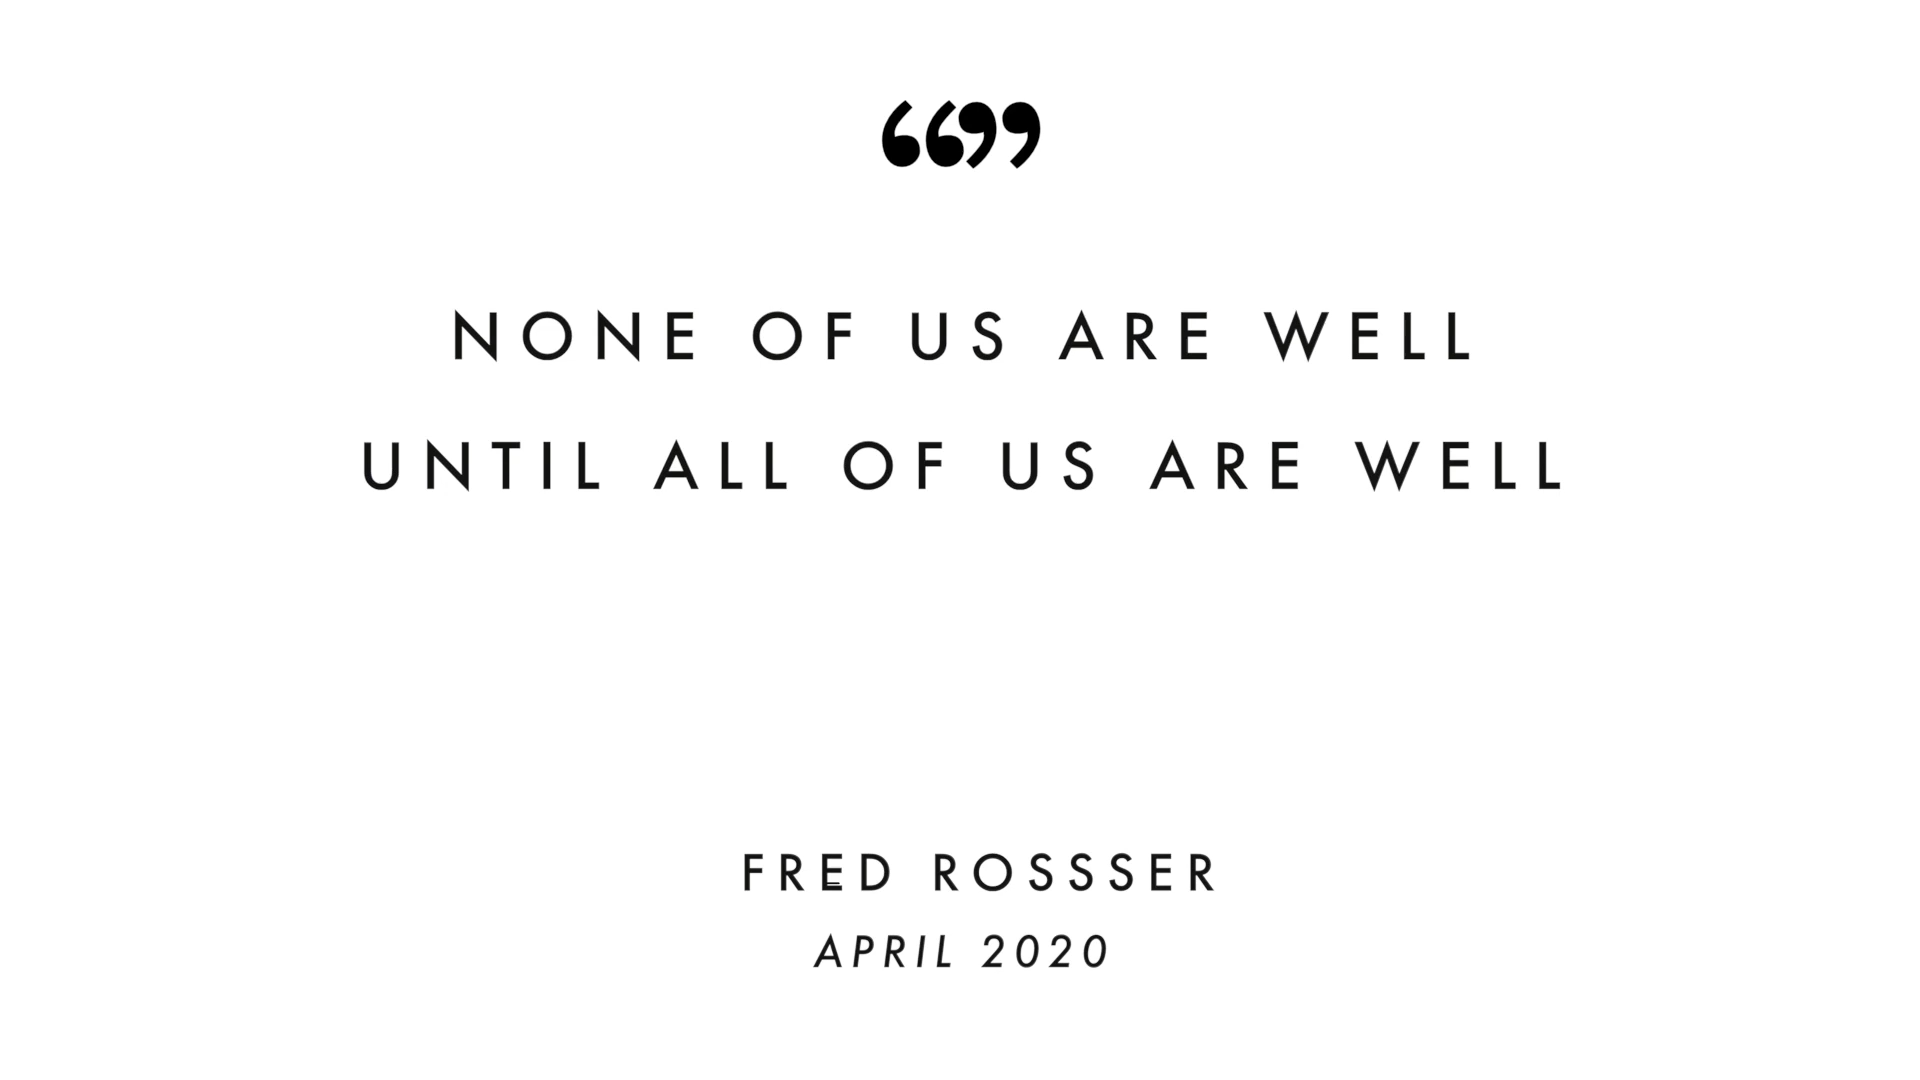 “”
NONE OF US ARE WELL
UNTIL ALL OF US ARE WELL
FRED ROSSSER
APRIL 2020